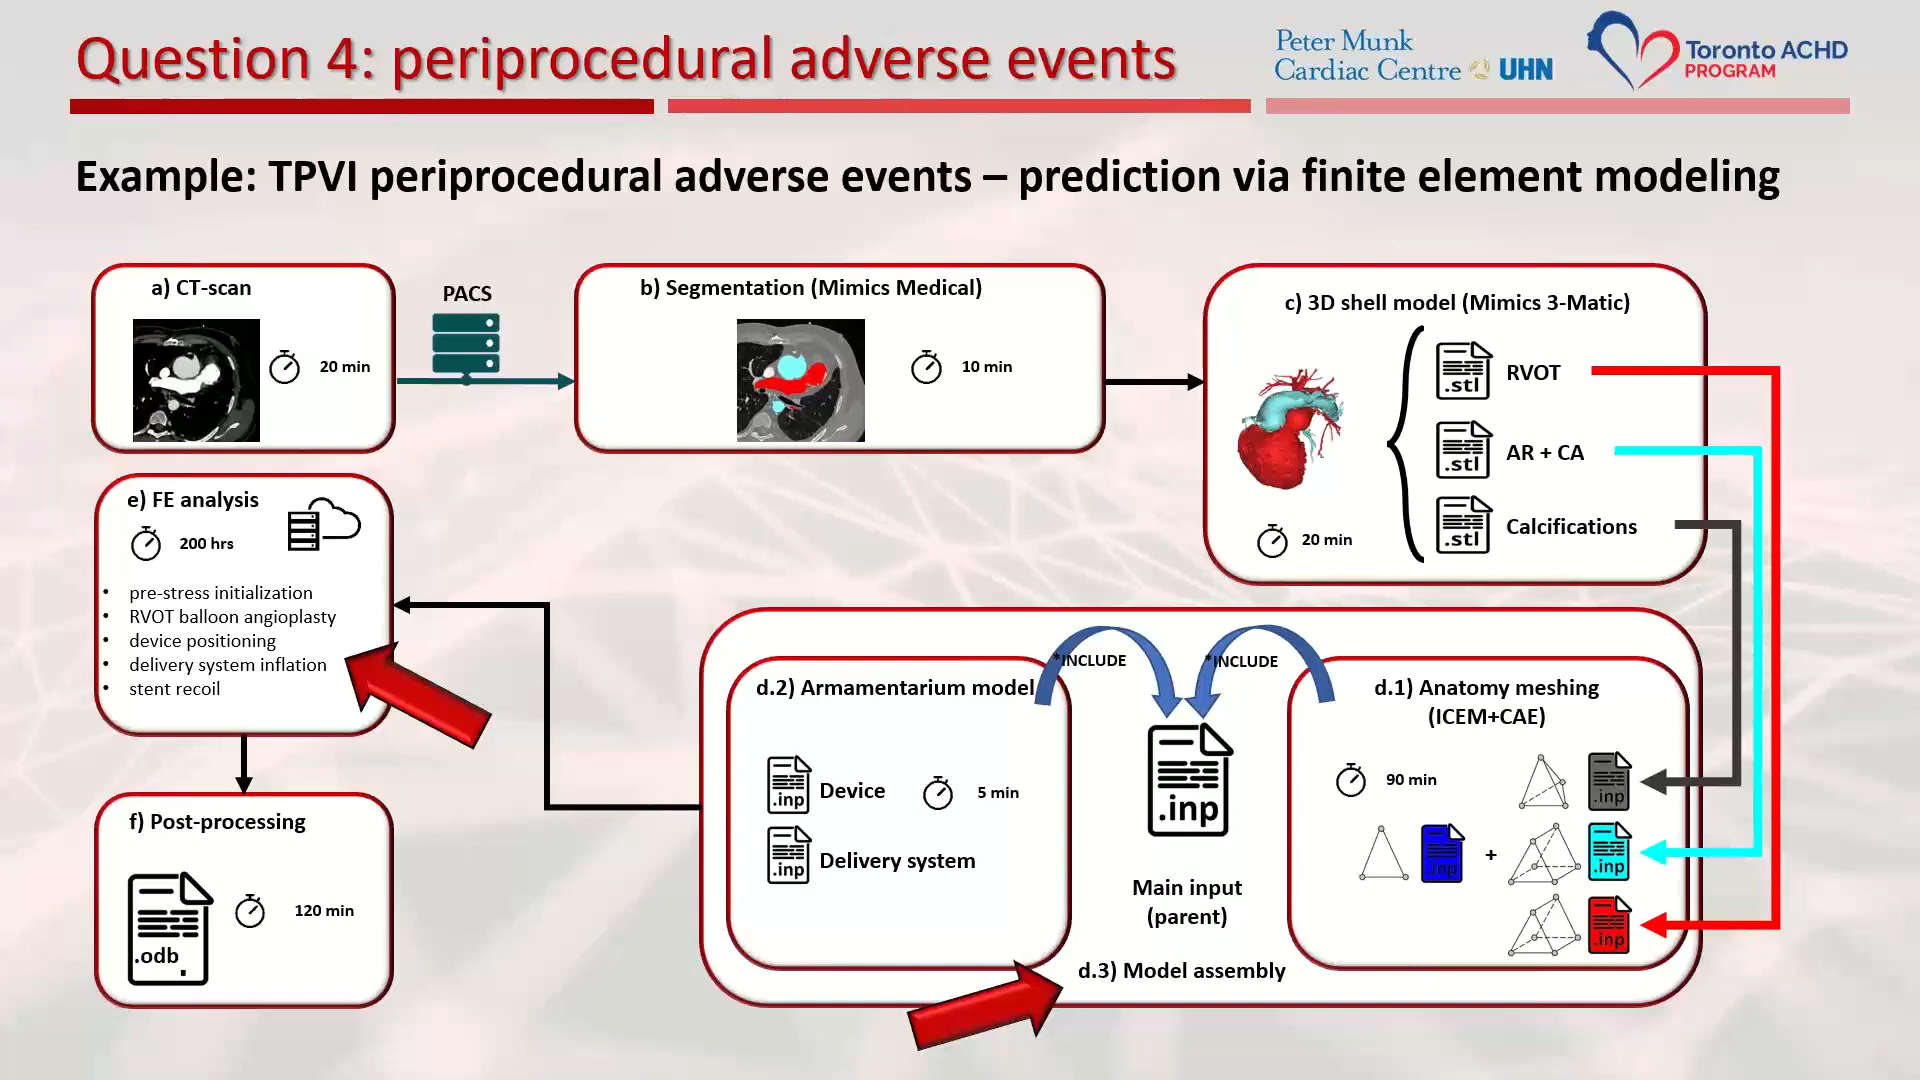 Question 4: periprocedural adverse events
Peter Munk
Cardiac Centre UHN
Toronto ACHD
PROGRAM
Example: TPVI periprocedural adverse events – prediction via finite element modeling
a) CT-scan
20 min
PACS
b) Segmentation (Mimics Medical)
10 min
c) 3D shell model (Mimics 3-Matic)
.stl RVOT
.stl AR + CA
.stl Calcifications
20 min
e) FE analysis
200 hrs
• pre-stress initialization
• RVOT balloon angioplasty
• device positioning
• delivery system inflation
• stent recoil
*INCLUDE
*INCLUDE
d.2) Armamentarium model
.inp Device
5 min
.inp Delivery system
.inp
Main input
(parent)
d.1) Anatomy meshing
(ICEM+CAE)
90 min
.inp
.inp + .inp
.inp
d.3) Model assembly
f) Post-processing
.odb
120 min